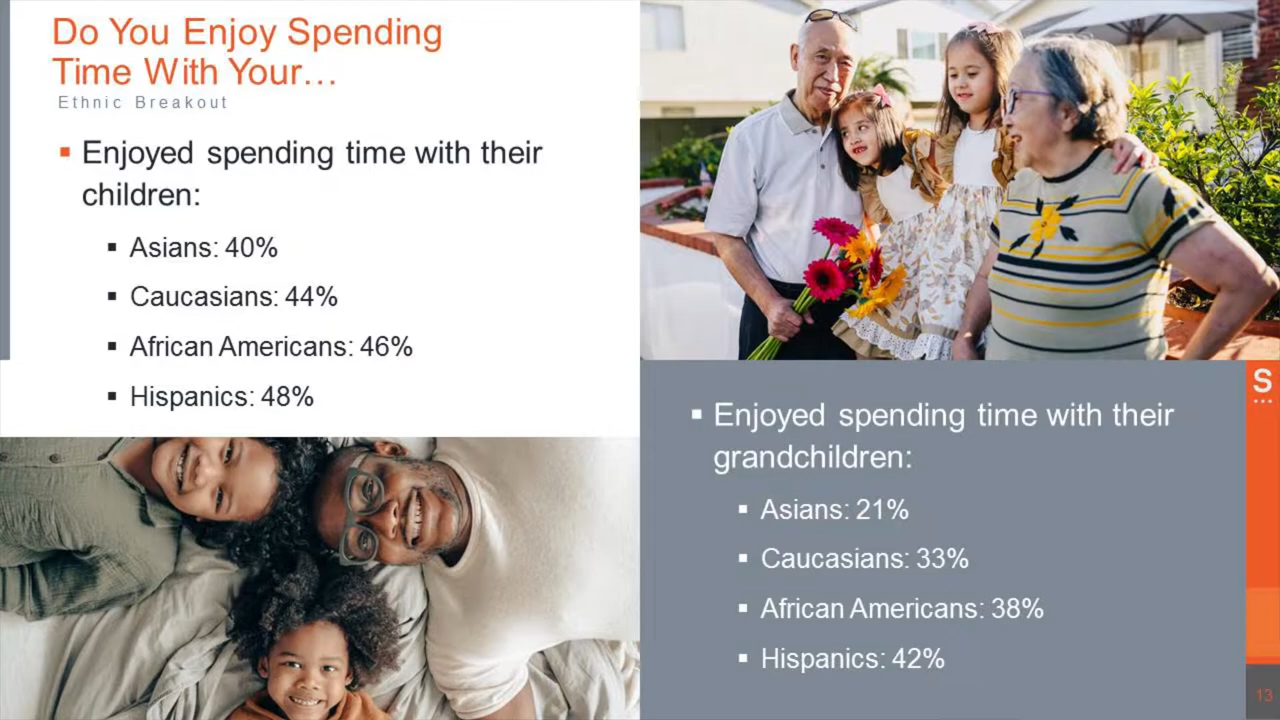 Do You Enjoy Spending
Time With Your…
Ethnic Breakout
▪ Enjoyed spending time with their
children:
▪ Asians: 40%
▪ Caucasians: 44%
▪ African Americans: 46%
▪ Hispanics: 48%
S
▪ Enjoyed spending time with their
grandchildren:
▪ Asians: 21%
▪ Caucasians: 33%
▪ African Americans: 38%
▪ Hispanics: 42%
13